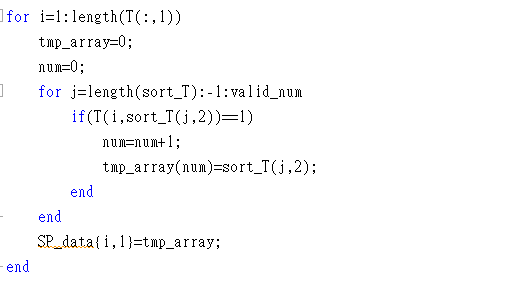 for i=1:length(T(:,1))
tmp_array=0;
num=0;
for j=length(sort_T):-1:valid_num
if(T(i,sort_T(j,2))==1)
num=num+1;
tmp_array(num)=sort_T(j,2);
end
end
SP_data{i,1}=tmp_array;
end